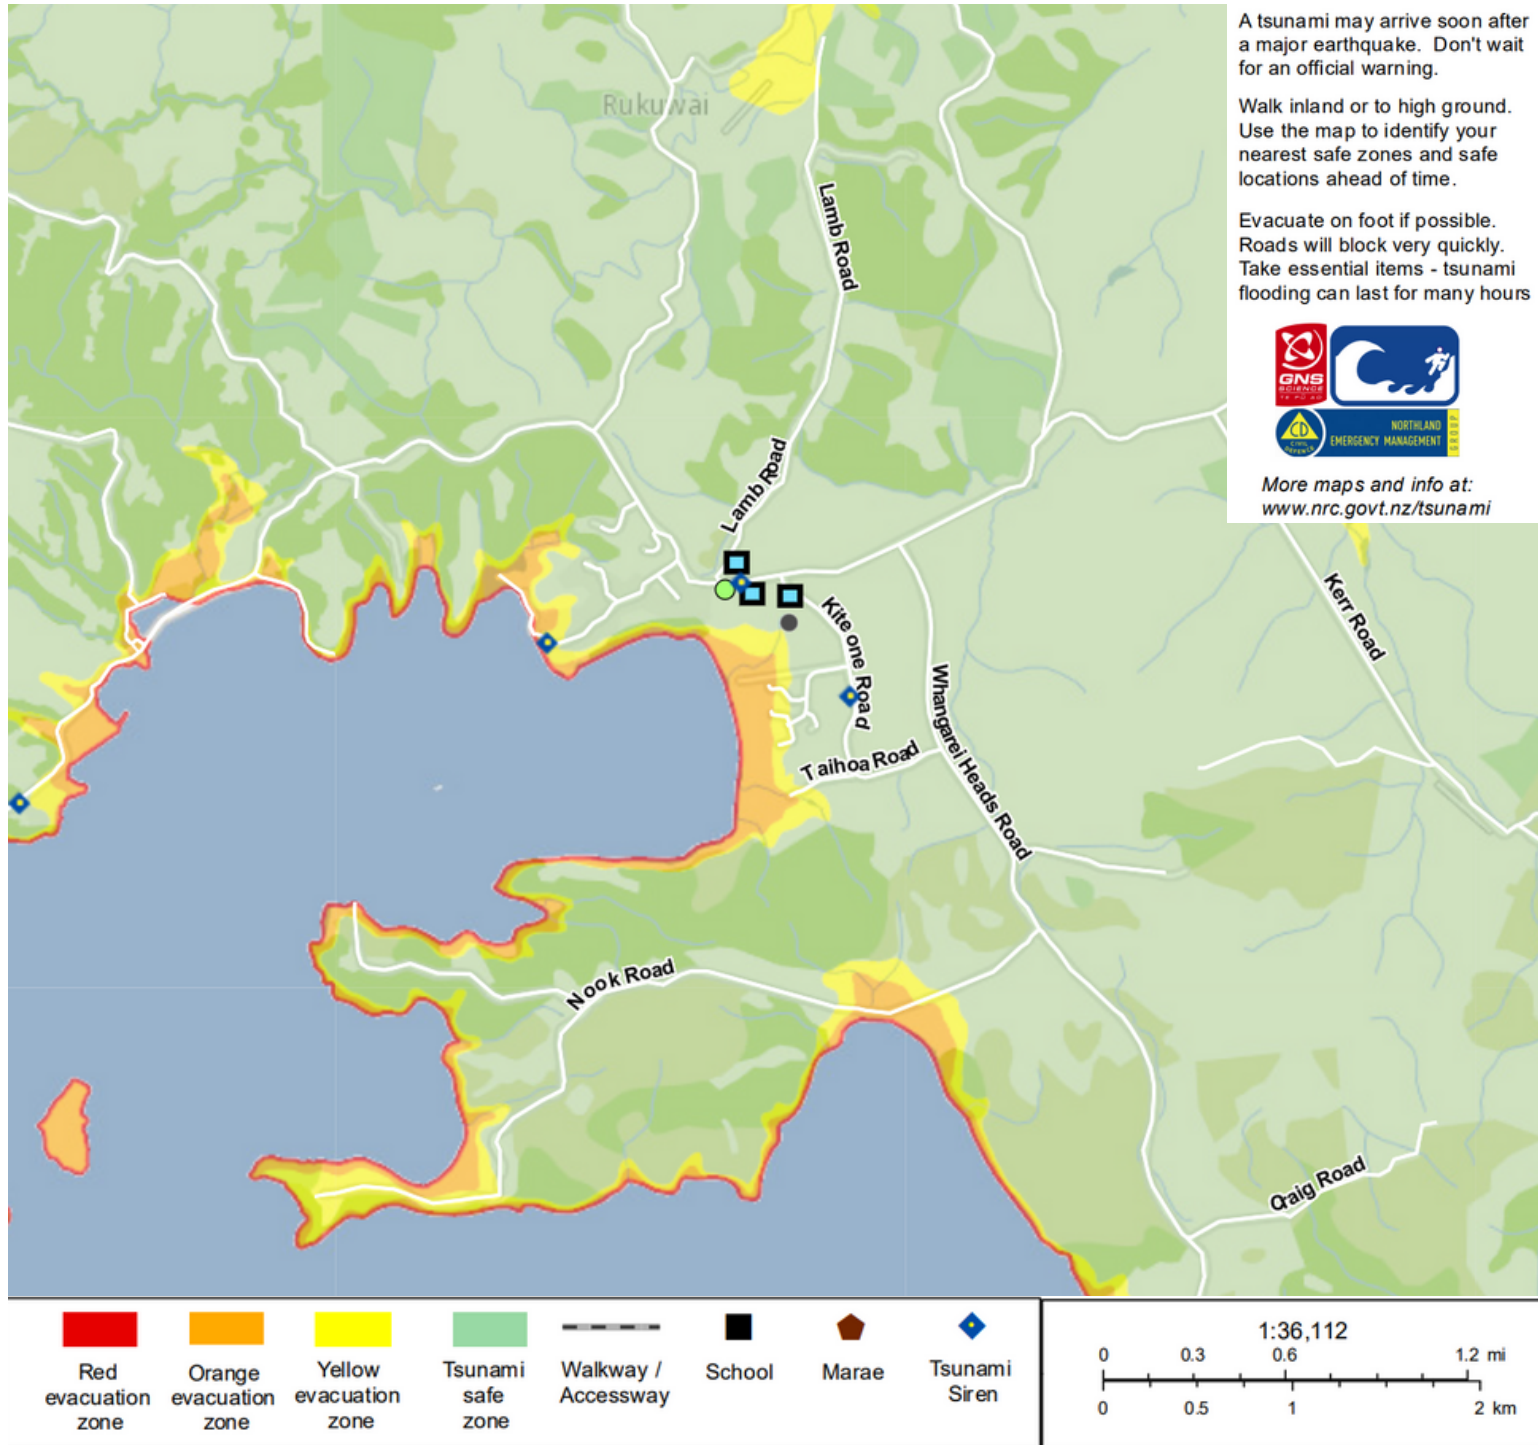 A tsunami may arrive soon after
a major earthquake. Don't wait
for an official warning.
Walk inland or to high ground.
Use the map to identify your
nearest safe zones and safe
locations ahead of time.
Evacuate on foot if possible.
Roads will block very quickly.
Take essential items - tsunami
flooding can last for many hours
GNS
SCIENCE
TE PŪ AO
CD
CIVIL
DEFENCE
NORTHLAND
EMERGENCY MANAGEMENT
GROUP
More maps and info at:
www.nrc.govt.nz/tsunami
Rukuwai
Lamb Road
Lamb Road
Kiteone Road
Kerr Road
Whangarei Heads Road
Taihoa Road
Nook Road
Craig Road
Red
evacuation
zone
Orange
evacuation
zone
Yellow
evacuation
zone
Tsunami
safe
zone
Walkway /
Accessway
School
Marae
Tsunami
Siren
1:36,112
0 0.3 0.6 1.2 mi
0 0.5 1 2 km